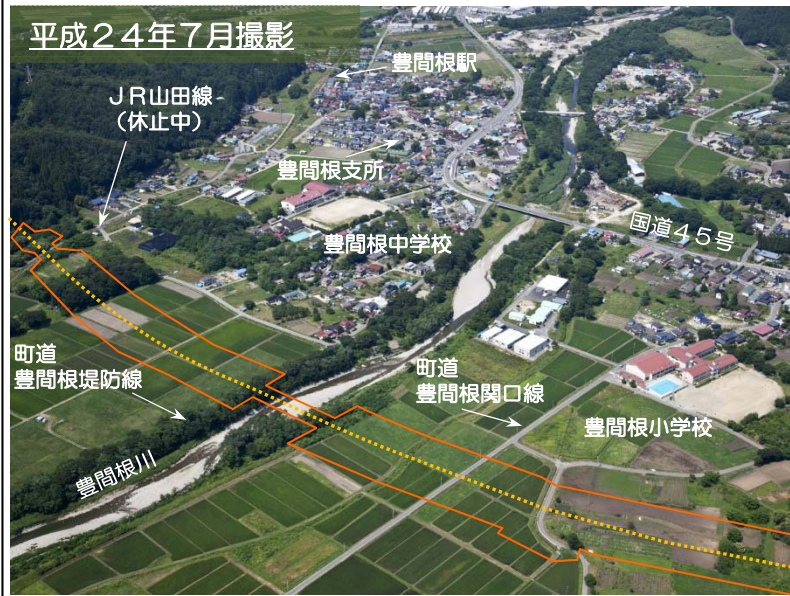 平成24年7月撮影
豊間根駅
JR山田線
(休止中)
豊間根支所
国道45号
豊間根中学校
町道
豊間根堤防線
町道
豊間根関口線
豊間根小学校
豊間根川